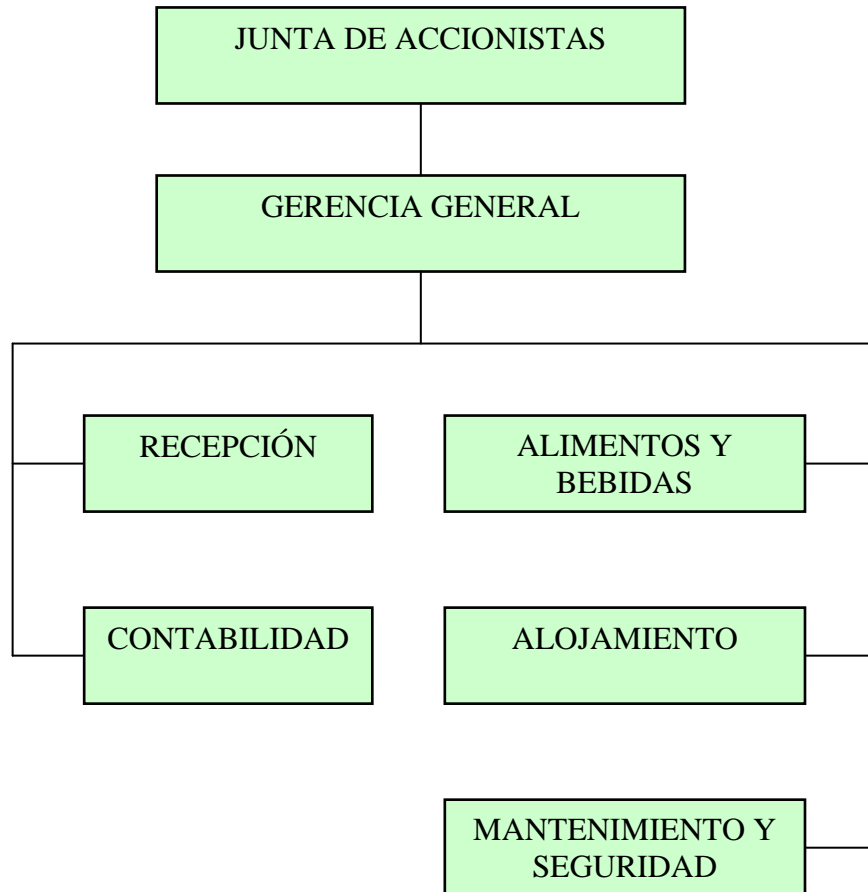 JUNTA DE ACCIONISTAS
GERENCIA GENERAL
RECEPCIÓN
ALIMENTOS Y
BEBIDAS
CONTABILIDAD
ALOJAMIENTO
MANTENIMIENTO Y
SEGURIDAD